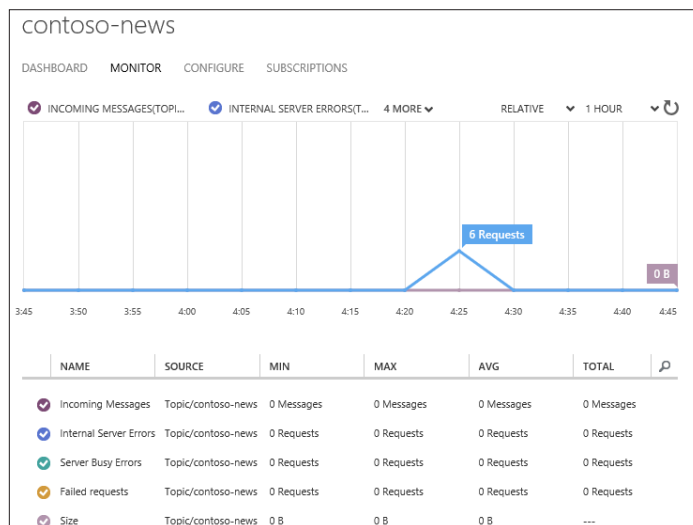 contoso-news
DASHBOARD MONITOR CONFIGURE SUBSCRIPTIONS
INCOMING MESSAGES(TOPI... INTERNAL SERVER ERRORS(T... 4 MORE RELATIVE 1 HOUR
6 Requests
0 B
3:45 3:50 3:55 4:00 4:05 4:10 4:15 4:20 4:25 4:30 4:35 4:40 4:45
NAME SOURCE MIN MAX AVG TOTAL
Incoming Messages Topic/contoso-news 0 Messages 0 Messages 0 Messages 0 Messages
Internal Server Errors Topic/contoso-news 0 Requests 0 Requests 0 Requests 0 Requests
Server Busy Errors Topic/contoso-news 0 Requests 0 Requests 0 Requests 0 Requests
Failed requests Topic/contoso-news 0 Requests 0 Requests 0 Requests 0 Requests
Size Topic/contoso-news 0 B 0 B 0 B ---